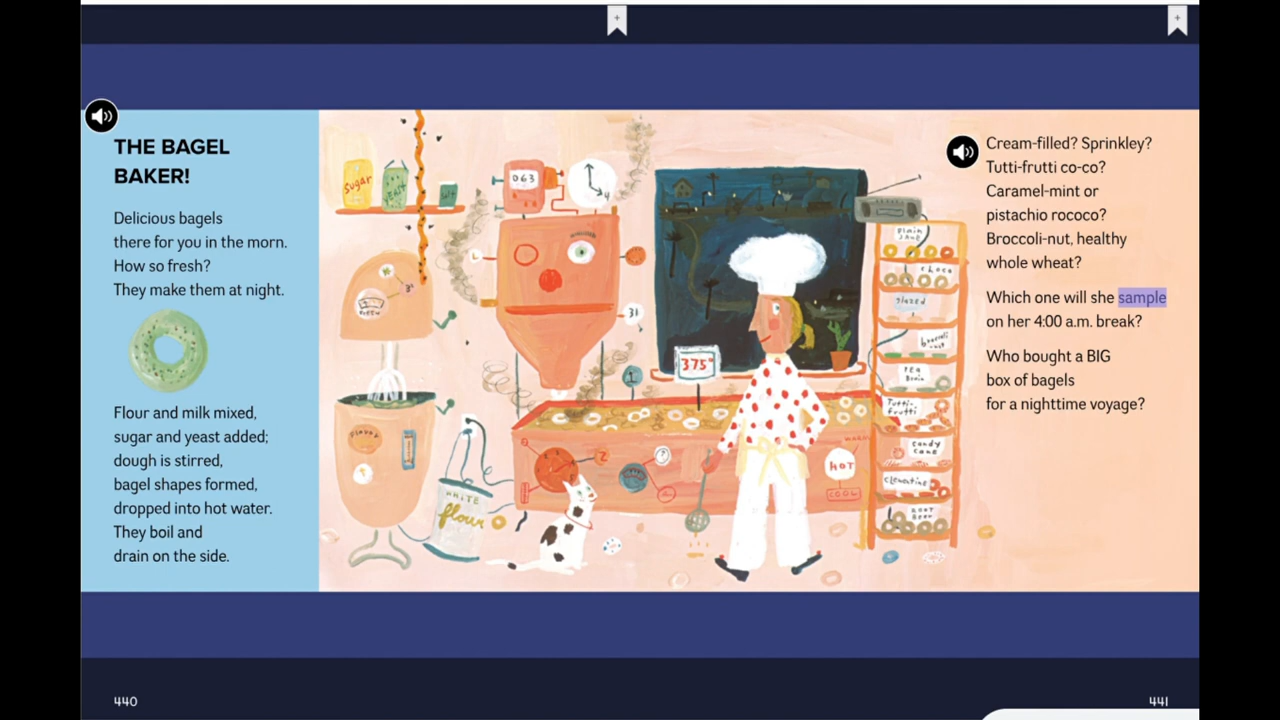 THE BAGEL
BAKER!
Delicious bagels
there for you in the morn.
How so fresh?
They make them at night.
Flour and milk mixed,
sugar and yeast added;
dough is stirred,
bagel shapes formed,
dropped into hot water.
They boil and
drain on the side.
Sugar
yeast
063
31
375°
WHITE
flour
HOT
COOL
plain
JANE
choco
glazed
broccoli
-nut
Tutti-
frutti
candy
cane
clementine
ROOT
BEER
Cream-filled? Sprinkley?
Tutti-frutti co-co?
Caramel-mint or
pistachio rococo?
Broccoli-nut, healthy
whole wheat?
Which one will she sample
on her 4:00 a.m. break?
Who bought a BIG
box of bagels
for a nighttime voyage?
440
441